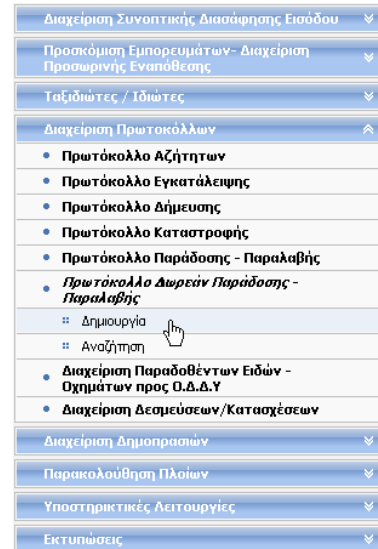 Διαχείριση Συνοπτικής Διασάφησης Εισόδου
Προσκόμιση Εμπορευμάτων- Διαχείριση
Προσωρινής Εναπόθεσης
Ταξιδιώτες / Ιδιώτες
Διαχείριση Πρωτοκόλλων
Πρωτόκολλο Αζήτητων
Πρωτόκολλο Εγκατάλειψης
Πρωτόκολλο Δήμευσης
Πρωτόκολλο Καταστροφής
Πρωτόκολλο Παράδοσης - Παραλαβής
Πρωτόκολλο Δωρεάν Παράδοσης -
Παραλαβής
Δημιουργία
Αναζήτηση
Διαχείριση Παραδοθέντων Ειδών -
Οχημάτων προς Ο.Δ.Δ.Υ
Διαχείριση Δεσμεύσεων/Κατασχέσεων
Διαχείριση Δημοπρασιών
Παρακολούθηση Πλοίων
Υποστηρικτικές Λειτουργίες
Εκτυπώσεις